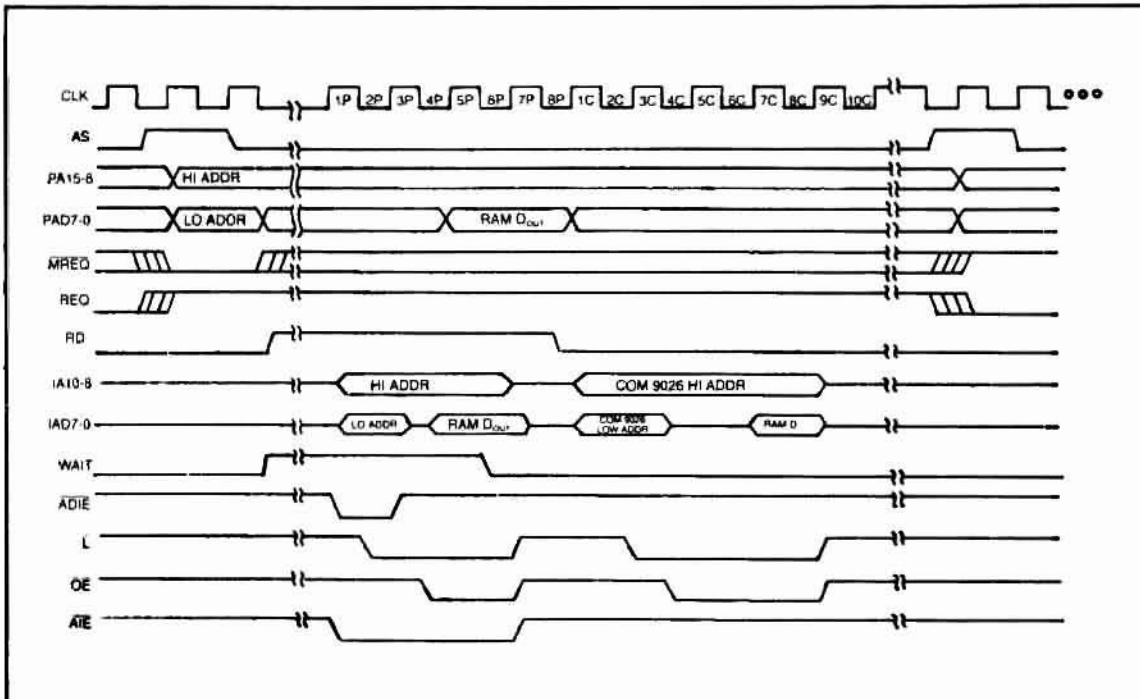 CLK 1P 2P 3P 4P 5P 6P 7P 8P 1C 2C 3C 4C 5C 6C 7C 8C 9C 10C
AS
PA15-8 HI ADDR
PAD7-0 LO ADDR RAM DOUT
MREQ
REQ
RD
IA10-8 HI ADDR COM 9026 HI ADDR
IAD7-0 LO ADDR RAM DOUT COM 9026 LOW ADDR RAM D
WAIT
ADIE
L
OE
AIE